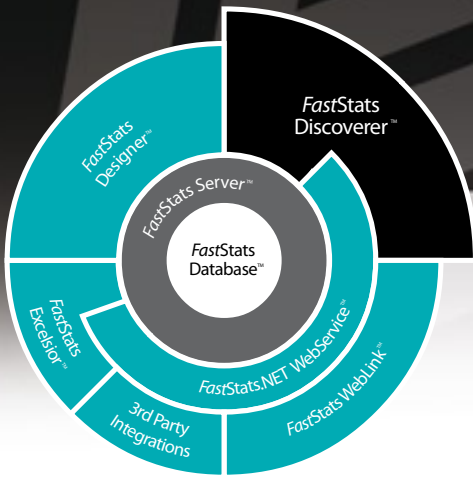 FastStats
Discoverer™
FastStats
Designer™
FastStats Server™
FastStats
Database™
FastStats
Excelsior™
FastStats.NET WebService™
FastStats WebLink™
3rd Party
Integrations